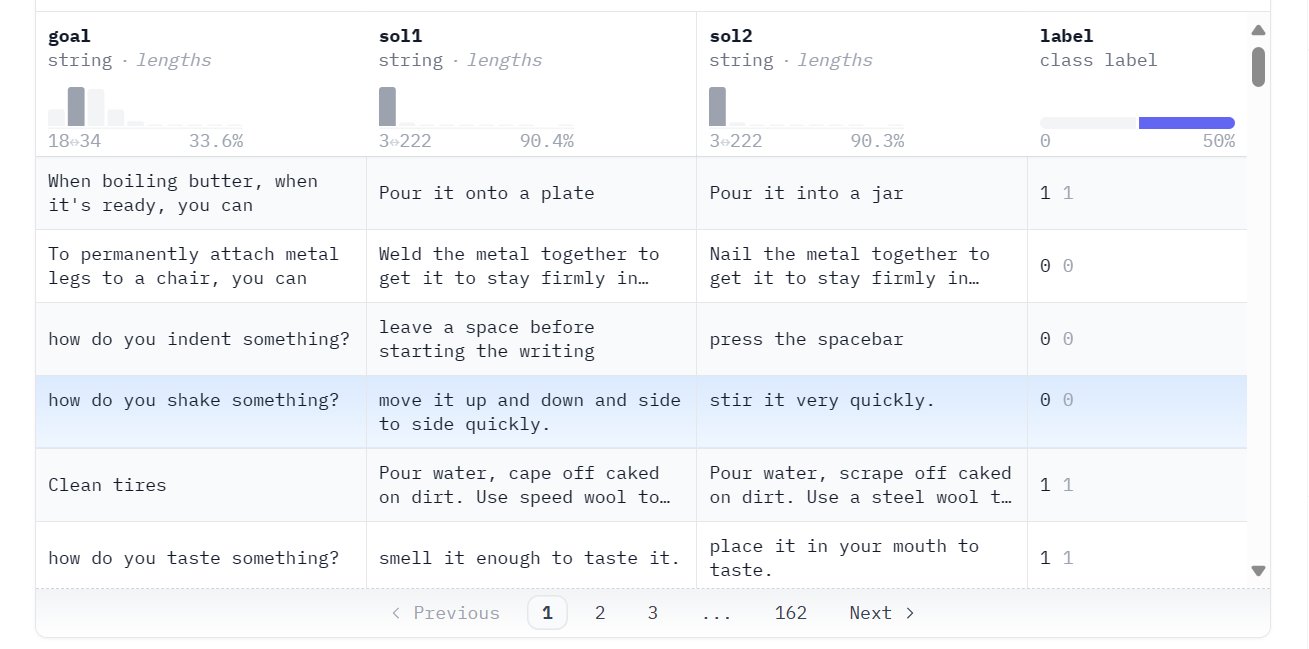 goal sol1 sol2 label
string · lengths string · lengths string · lengths class label
18↔34 33.6% 3↔222 90.4% 3↔222 90.3% 0 50%
When boiling butter, when
it's ready, you can
Pour it onto a plate
Pour it into a jar
1 1
To permanently attach metal
legs to a chair, you can
Weld the metal together to
get it to stay firmly in…
Nail the metal together to
get it to stay firmly in…
0 0
how do you indent something?
leave a space before
starting the writing
press the spacebar
0 0
how do you shake something?
move it up and down and side
to side quickly.
stir it very quickly.
0 0
Clean tires
Pour water, cape off caked
on dirt. Use speed wool to…
Pour water, scrape off caked
on dirt. Use a steel wool t…
1 1
how do you taste something?
smell it enough to taste it.
place it in your mouth to
taste.
1 1
< Previous 1 2 3 ... 162 Next >